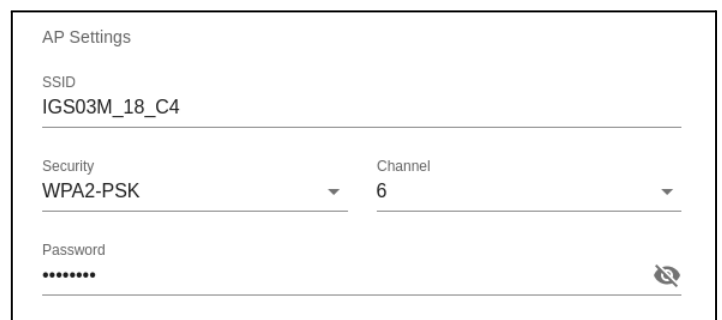 AP Settings
SSID
IGS03M_18_C4
Security
Channel
WPA2-PSK
6
Password
••••••••